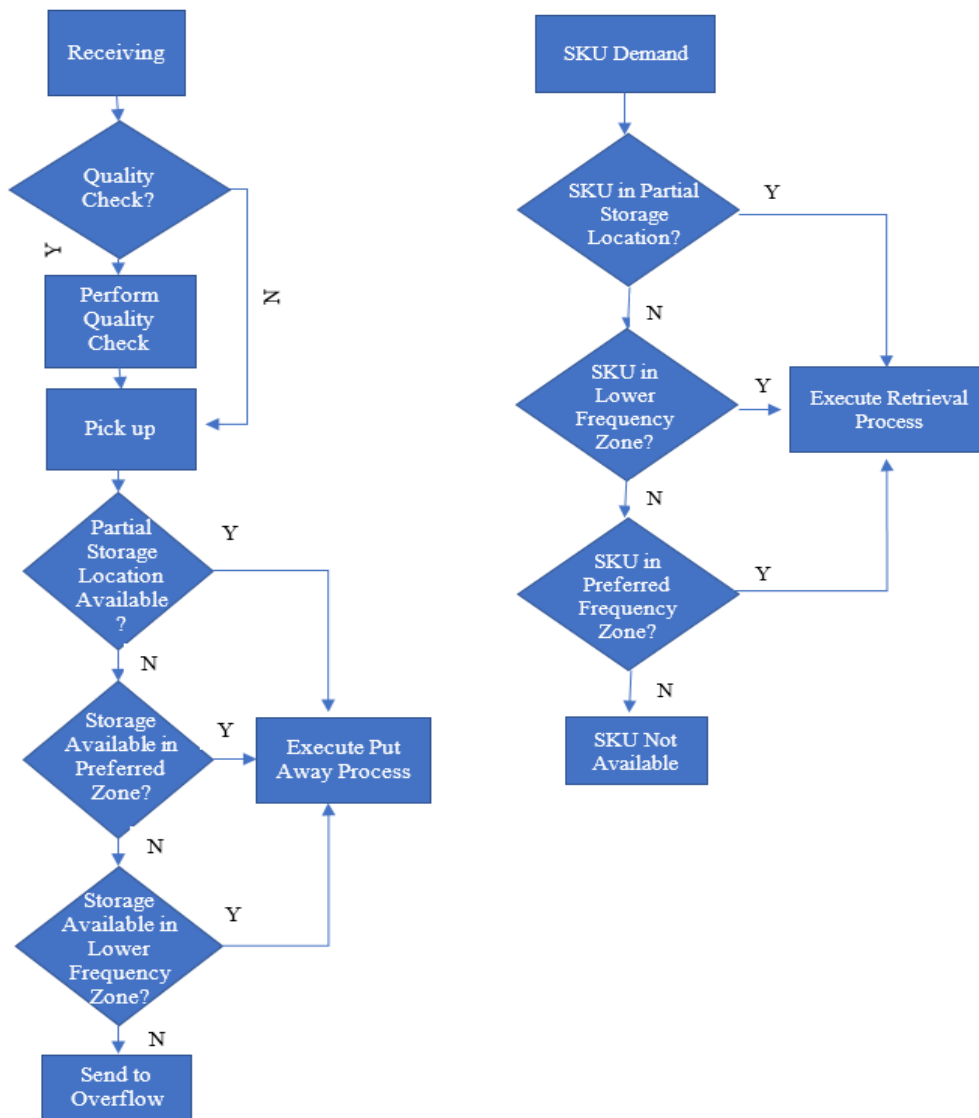 Receiving
Quality
Check?
Y
N
Perform
Quality
Check
Pick up
Partial
Storage
Location
Available
?
Y
N
Storage
Available in
Preferred
Zone?
Y
Execute Put
Away Process
N
Storage
Available in
Lower
Frequency
Zone?
Y
N
Send to
Overflow
SKU Demand
SKU in Partial
Storage
Location?
Y
N
SKU in
Lower
Frequency
Zone?
Y
Execute Retrieval
Process
N
SKU in
Preferred
Frequency
Zone?
Y
N
SKU Not
Available